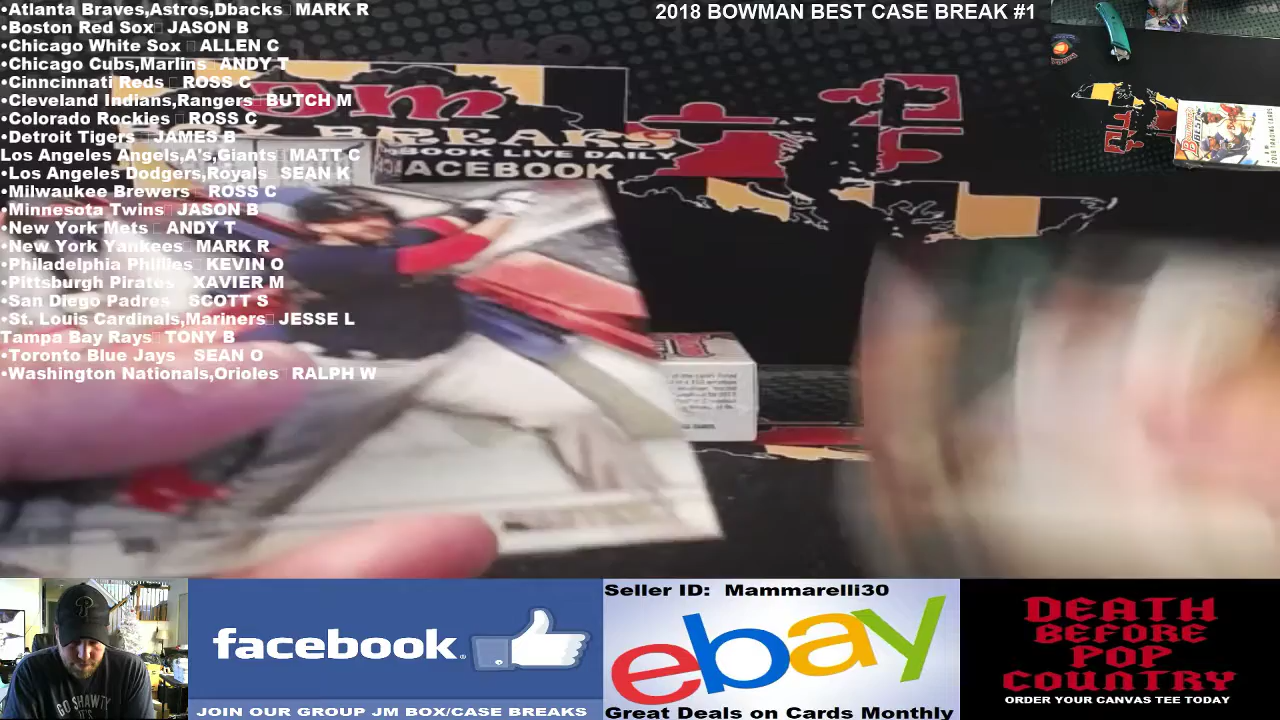 •Atlanta Braves,Astros,Dbacks MARK R
•Boston Red Sox JASON B
•Chicago White Sox ALLEN C
•Chicago Cubs,Marlins ANDY T
•Cinncinnati Reds ROSS C
•Cleveland Indians,Rangers BUTCH M
•Colorado Rockies ROSS C
•Detroit Tigers JAMES B
Los Angeles Angels,A's,Giants MATT C
•Los Angeles Dodgers,Royals SEAN K
•Milwaukee Brewers ROSS C
•Minnesota Twins JASON B
•New York Mets ANDY T
•New York Yankees MARK R
•Philadelphia Phillies KEVIN O
•Pittsburgh Pirates XAVIER M
•San Diego Padres SCOTT S
•St. Louis Cardinals,Mariners JESSE L
Tampa Bay Rays TONY B
•Toronto Blue Jays SEAN O
•Washington Nationals,Orioles RALPH W
2018 BOWMAN BEST CASE BREAK #1
BREAKS
BOOK LIVE DAILY
ACEBOOK
GO SHAWTY
IT'S
facebook
JOIN OUR GROUP JM BOX/CASE BREAKS
Seller ID: Mammarelli30
ebay
Great Deals on Cards Monthly
DEATH
BEFORE
POP
COUNTRY
ORDER YOUR CANVAS TEE TODAY